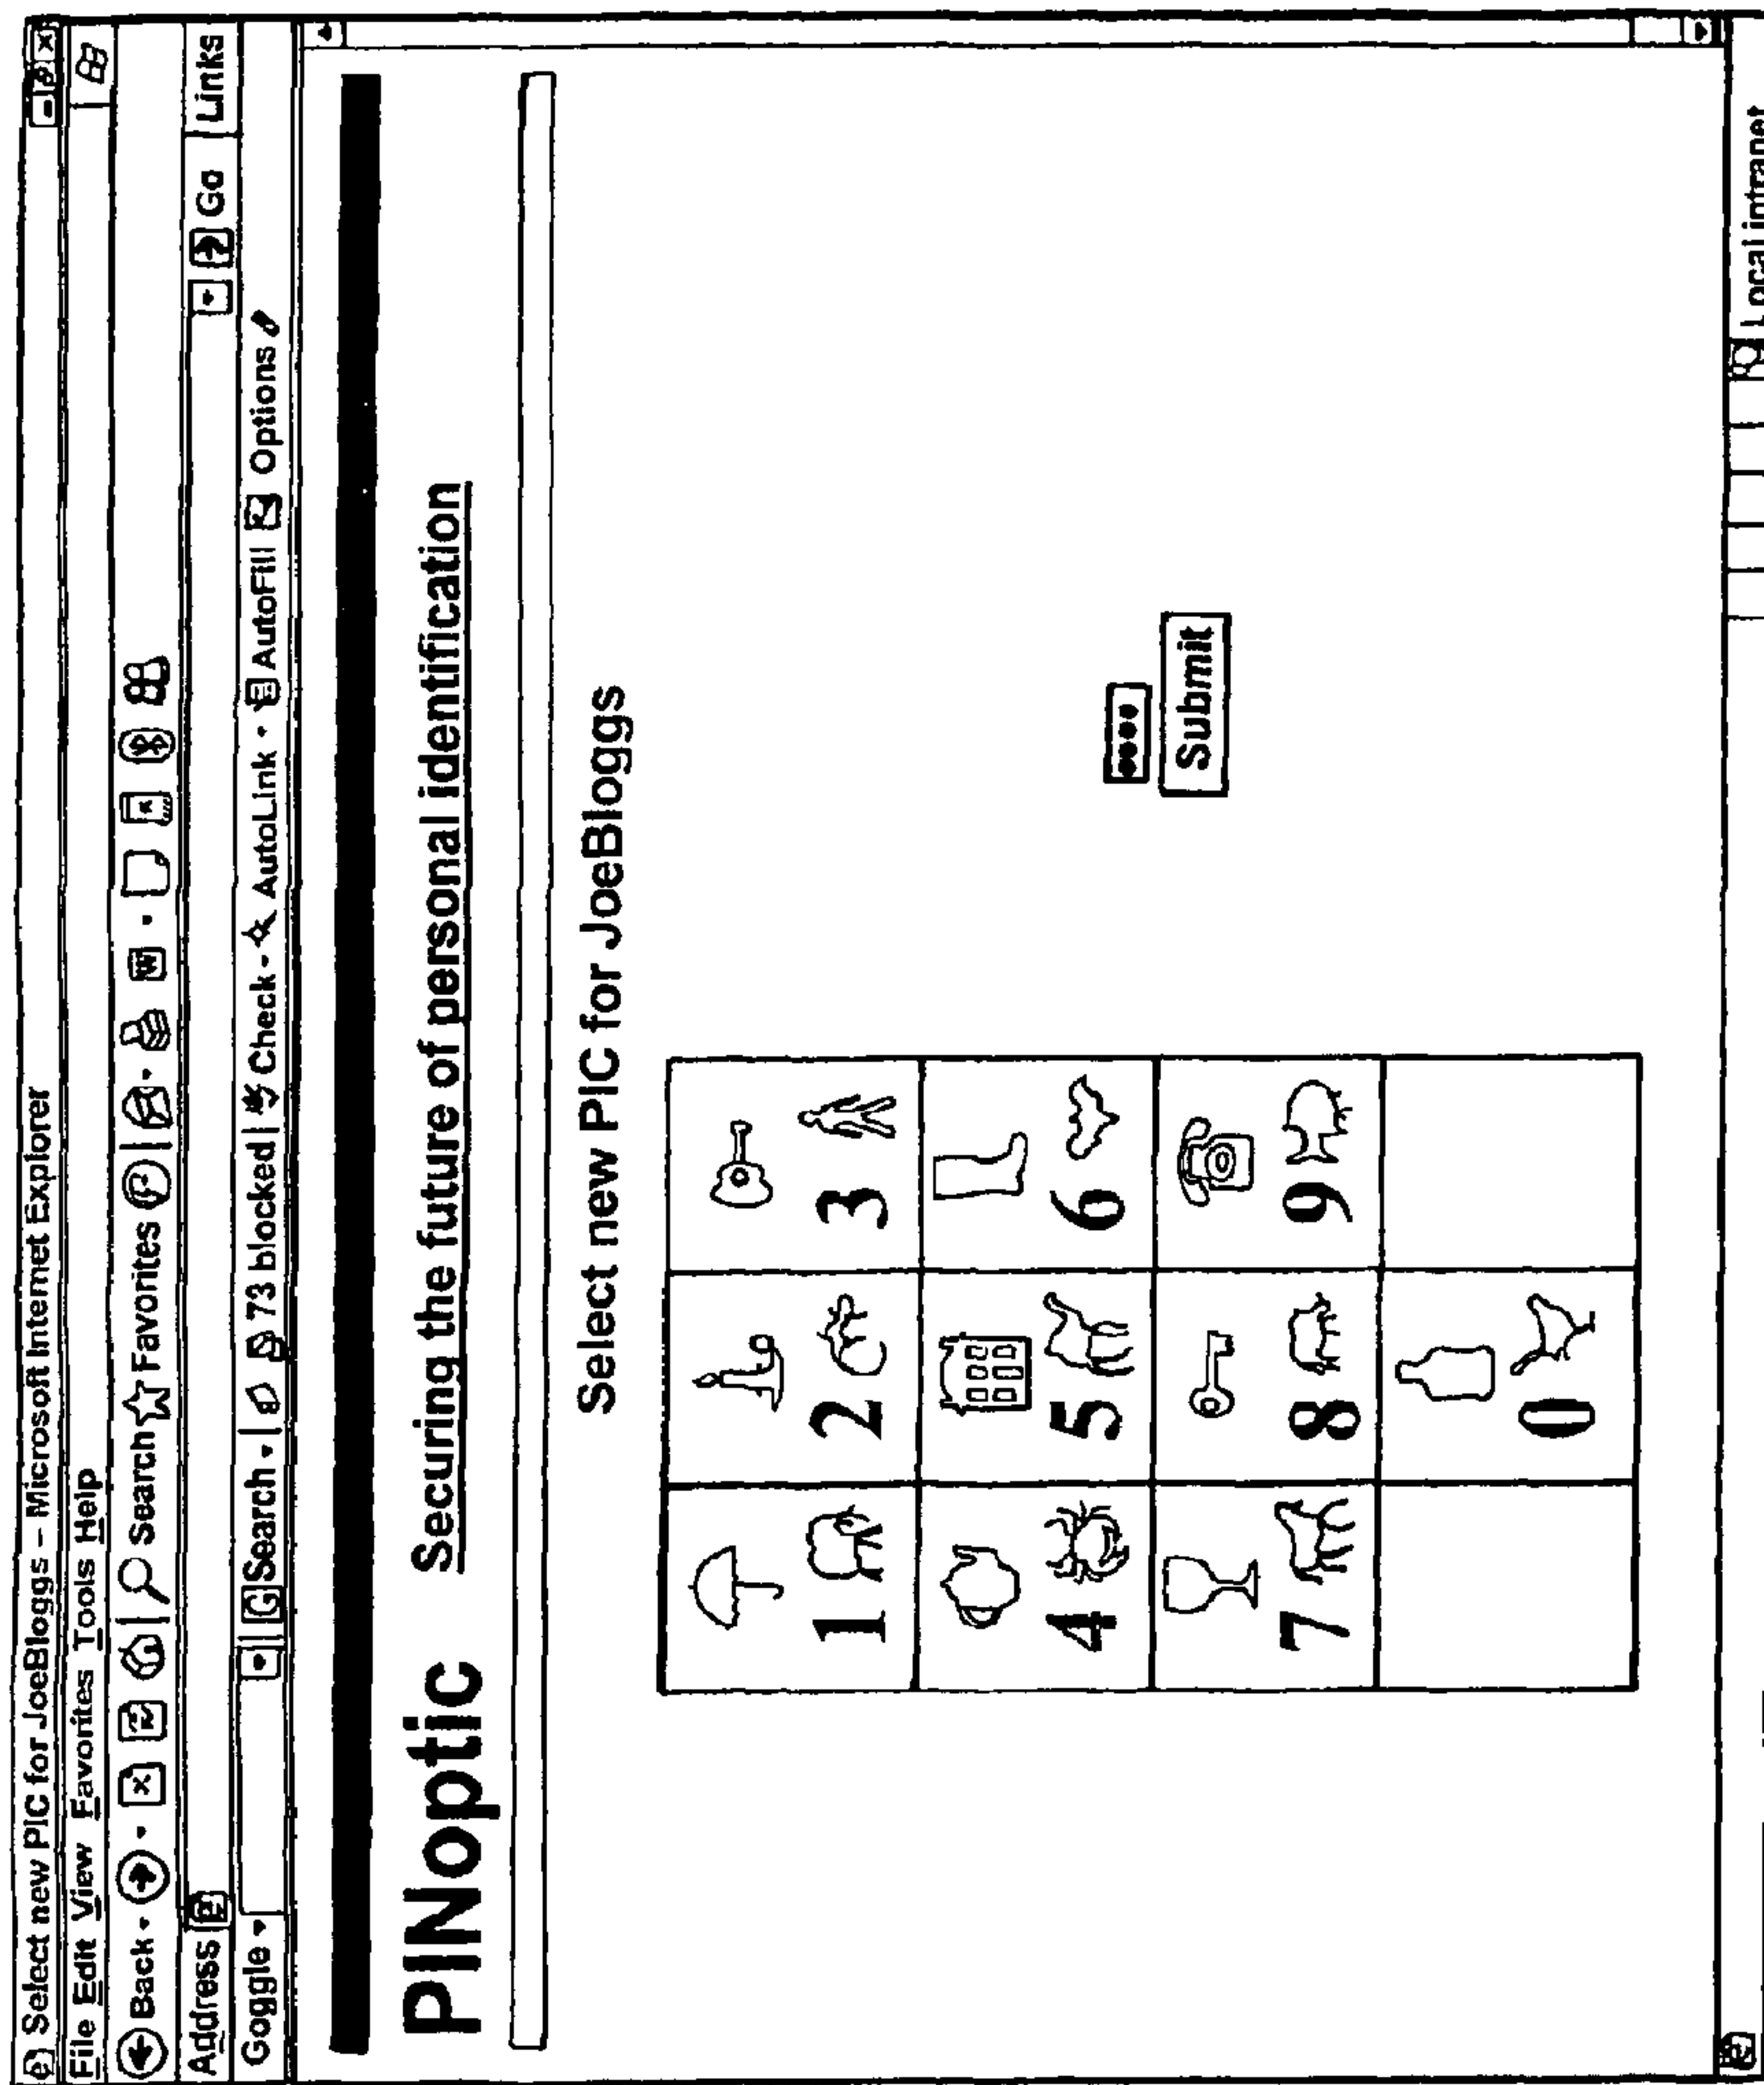 Select new PIC for JoeBloggs – Microsoft Internet Explorer
File Edit View Favorites Tools Help
Back Search Favorites
Address Go Links
Goggle Search 73 blocked Check AutoLink AutoFill Options
PINoptic Securing the future of personal identification
Select new PIC for JoeBloggs
1 2 3
4 5 6
7 8 9
0
Submit
Local intranet